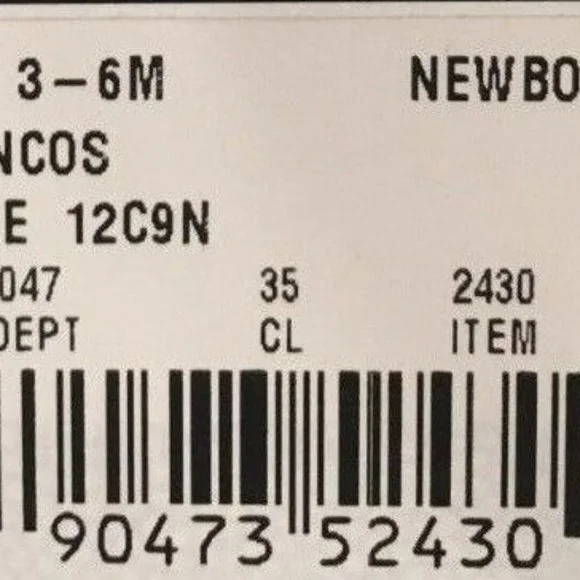 3-6M NEWBO
NCOS
E 12C9N
047 35 2430
DEPT CL ITEM
90473 52430